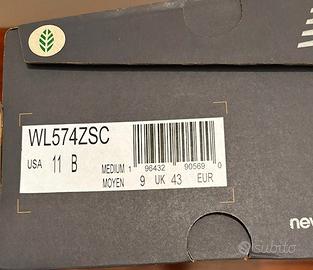 WL574ZSC
USA 11 B
MEDIUM 1 96432 90569 0
MOYEN 9 UK 43 EUR
new
subito